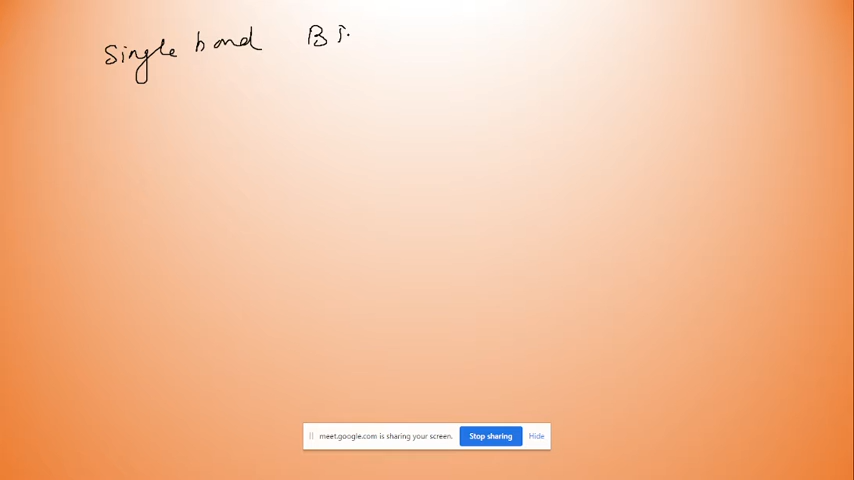 Single bond B i
meet.google.com is sharing your screen. Stop sharing Hide